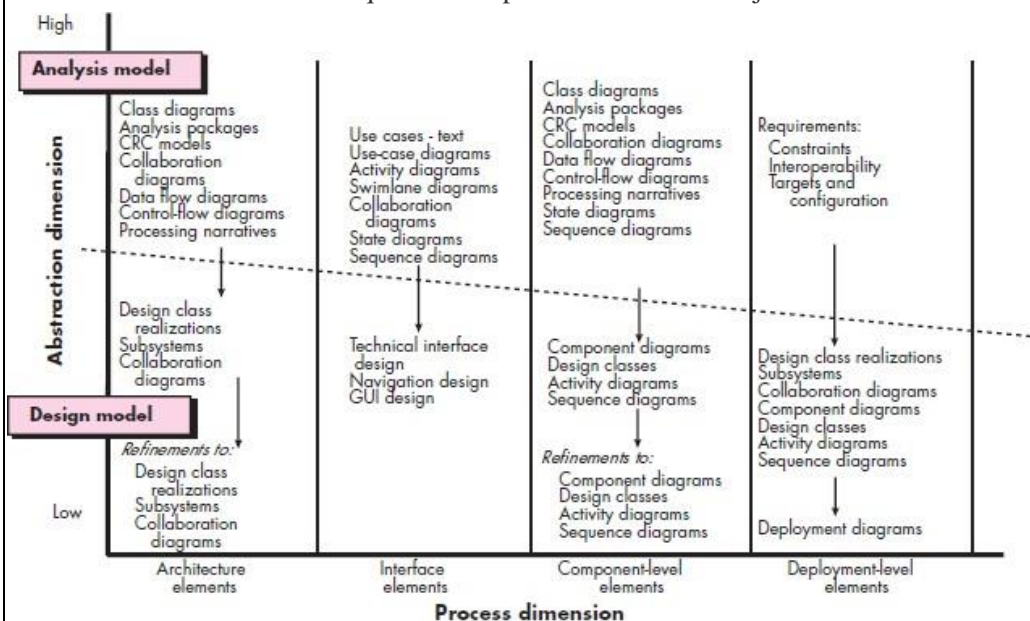 High
Analysis model
Class diagrams
Analysis packages
CRC models
Collaboration
diagrams
Data flow diagrams
Control-flow diagrams
Processing narratives
Use cases - text
Use-case diagrams
Activity diagrams
Swimlane diagrams
Collaboration
diagrams
State diagrams
Sequence diagrams
Class diagrams
Analysis packages
CRC models
Collaboration diagrams
Data flow diagrams
Control-flow diagrams
Processing narratives
State diagrams
Sequence diagrams
Requirements:
Constraints
Interoperability
Targets and
configuration
Abstraction dimension
Design class
realizations
Subsystems
Collaboration
diagrams
Technical interface
design
Navigation design
GUI design
Component diagrams
Design classes
Activity diagrams
Sequence diagrams
Design class realizations
Subsystems
Collaboration diagrams
Component diagrams
Design classes
Activity diagrams
Sequence diagrams
Design model
Refinements to:
Design class
realizations
Subsystems
Collaboration
diagrams
Refinements to:
Component diagrams
Design classes
Activity diagrams
Sequence diagrams
Deployment diagrams
Low
Architecture
elements
Interface
elements
Component-level
elements
Deployment-level
elements
Process dimension